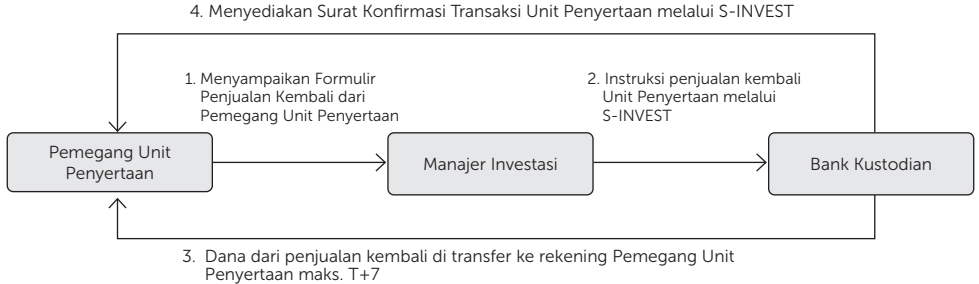 4. Menyediakan Surat Konfirmasi Transaksi Unit Penyertaan melalui S-INVEST
1. Menyampaikan Formulir
Penjualan Kembali dari
Pemegang Unit Penyertaan
2. Instruksi penjualan kembali
Unit Penyertaan melalui
S-INVEST
Pemegang Unit
Penyertaan
Manajer Investasi
Bank Kustodian
3. Dana dari penjualan kembali di transfer ke rekening Pemegang Unit
Penyertaan maks. T+7